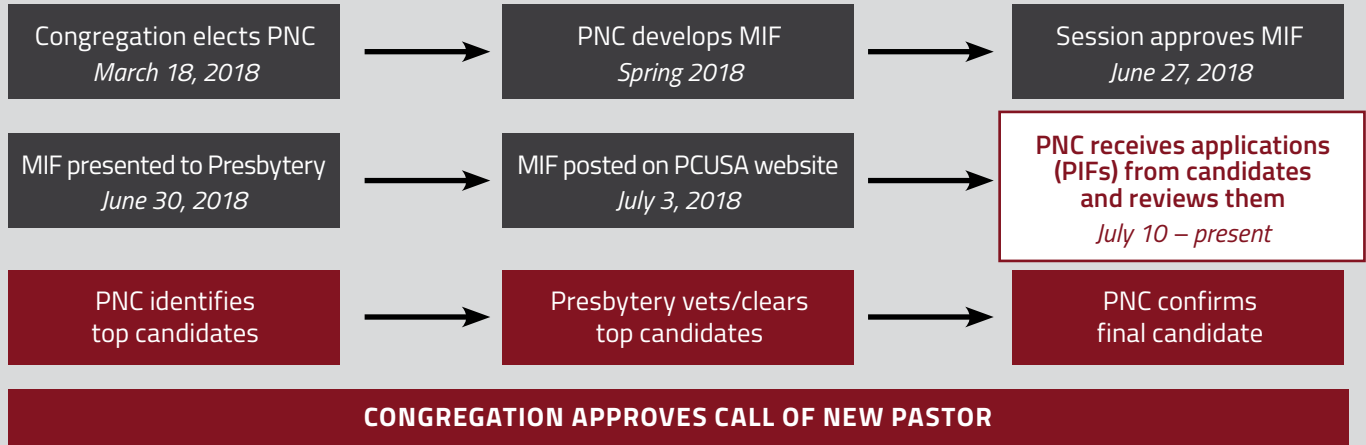 Congregation elects PNC
March 18, 2018
PNC develops MIF
Spring 2018
Session approves MIF
June 27, 2018
MIF presented to Presbytery
June 30, 2018
MIF posted on PCUSA website
July 3, 2018
PNC receives applications
(PIFs) from candidates
and reviews them
July 10 – present
PNC identifies
top candidates
Presbytery vets/clears
top candidates
PNC confirms
final candidate
CONGREGATION APPROVES CALL OF NEW PASTOR